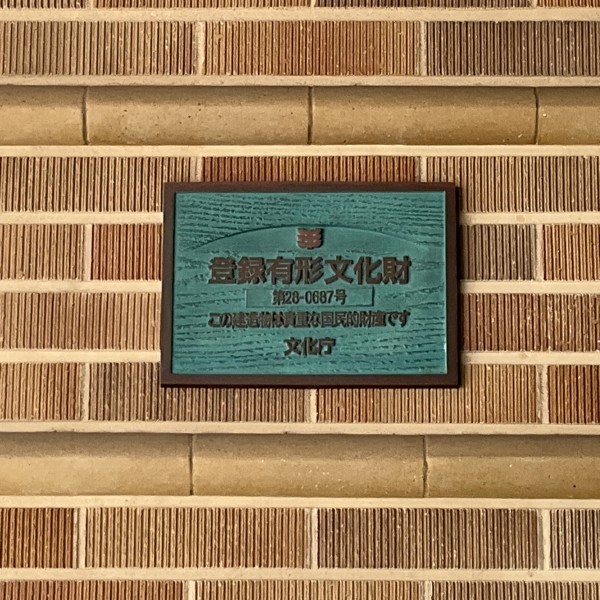 登録有形文化財
第28-0687号
この建造物は貴重な国民的財産です
文化庁